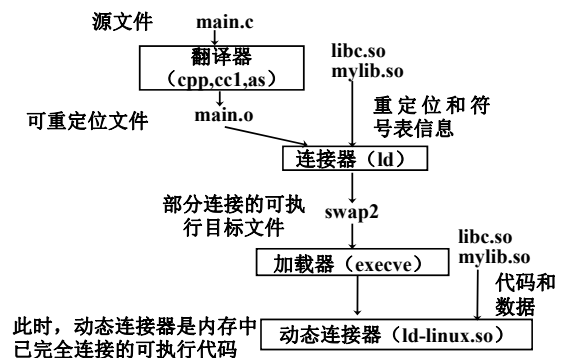 源文件
main.c
翻译器
（cpp,cc1,as）
libc.so
mylib.so
可重定位文件
main.o
重定位和符
号表信息
连接器（ld）
部分连接的可执
行目标文件
swap2
加载器（execve）
libc.so
mylib.so
代码和
数据
此时，动态连接器是内存中
已完全连接的可执行代码
动态连接器（ld-linux.so）